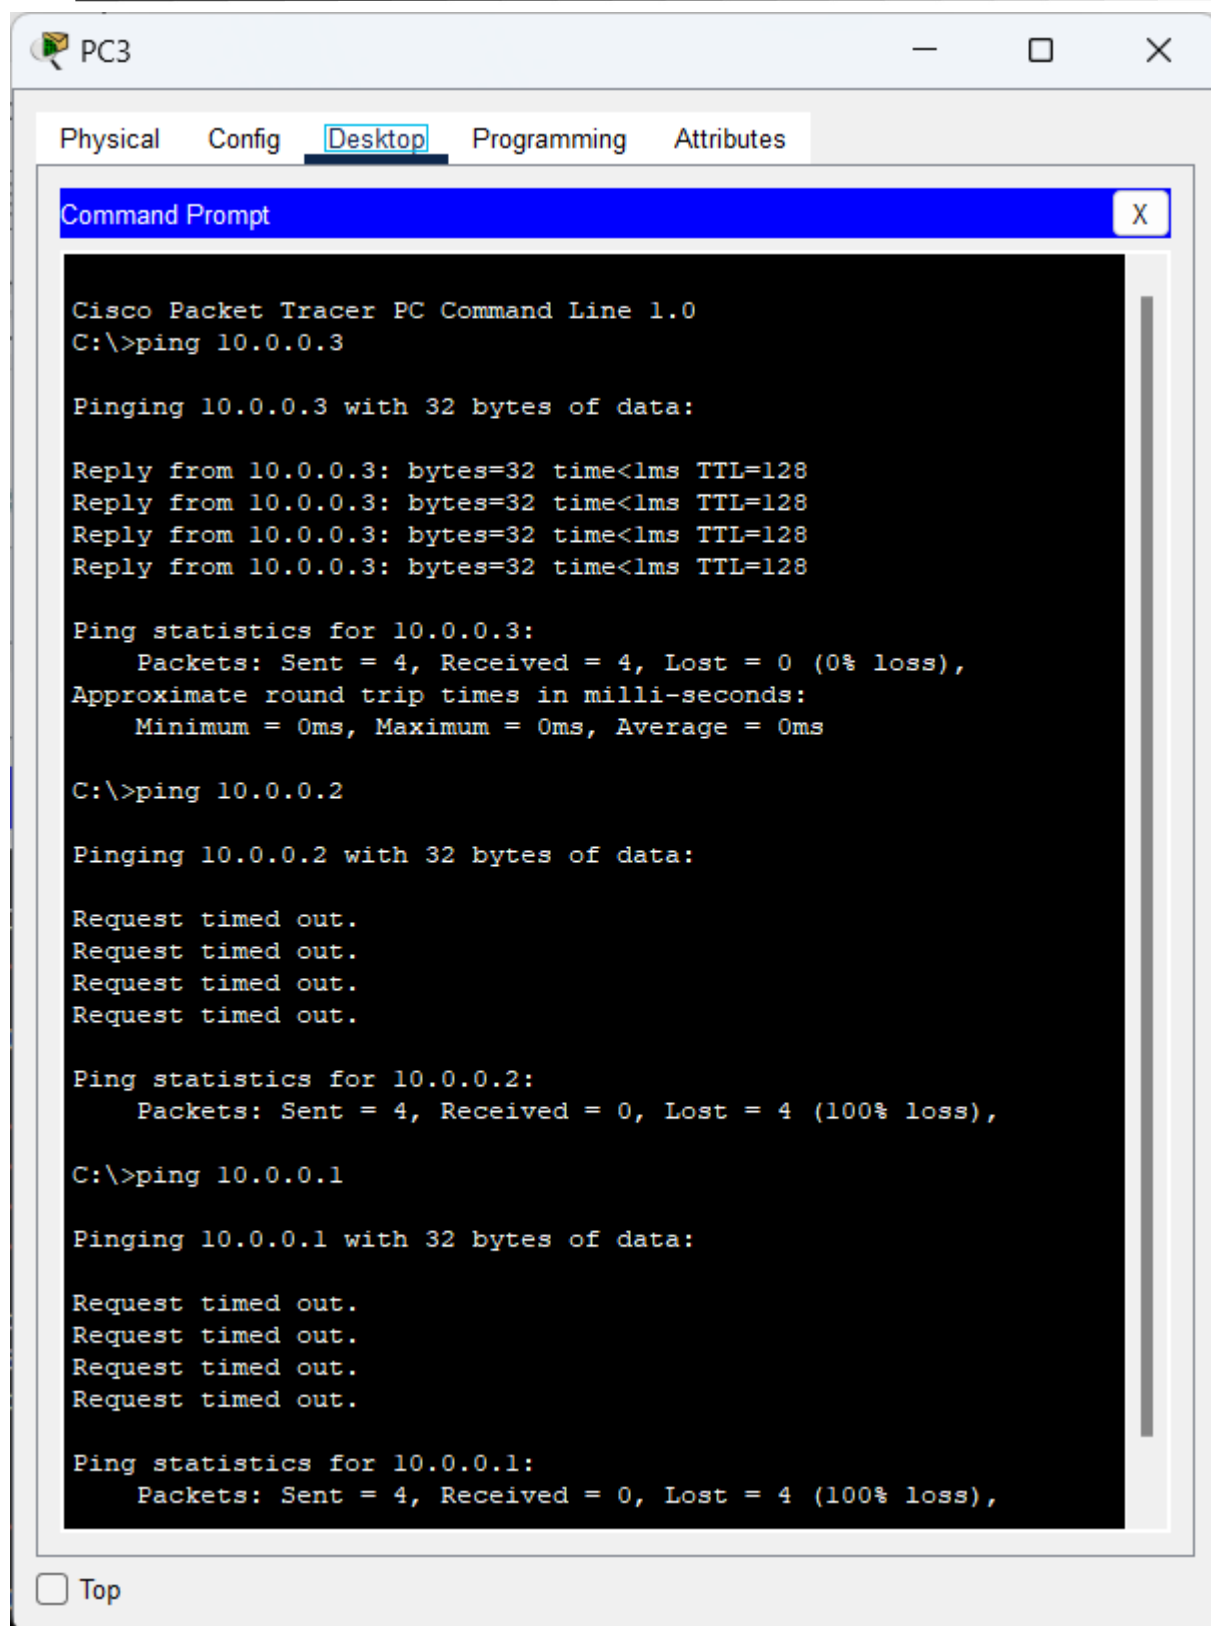 PC3
Physical Config Desktop Programming Attributes
Command Prompt X
Cisco Packet Tracer PC Command Line 1.0
C:\>ping 10.0.0.3
Pinging 10.0.0.3 with 32 bytes of data:
Reply from 10.0.0.3: bytes=32 time<1ms TTL=128
Reply from 10.0.0.3: bytes=32 time<1ms TTL=128
Reply from 10.0.0.3: bytes=32 time<1ms TTL=128
Reply from 10.0.0.3: bytes=32 time<1ms TTL=128
Ping statistics for 10.0.0.3:
Packets: Sent = 4, Received = 4, Lost = 0 (0% loss),
Approximate round trip times in milli-seconds:
Minimum = 0ms, Maximum = 0ms, Average = 0ms
C:\>ping 10.0.0.2
Pinging 10.0.0.2 with 32 bytes of data:
Request timed out.
Request timed out.
Request timed out.
Request timed out.
Ping statistics for 10.0.0.2:
Packets: Sent = 4, Received = 0, Lost = 4 (100% loss),
C:\>ping 10.0.0.1
Pinging 10.0.0.1 with 32 bytes of data:
Request timed out.
Request timed out.
Request timed out.
Request timed out.
Ping statistics for 10.0.0.1:
Packets: Sent = 4, Received = 0, Lost = 4 (100% loss),
Top